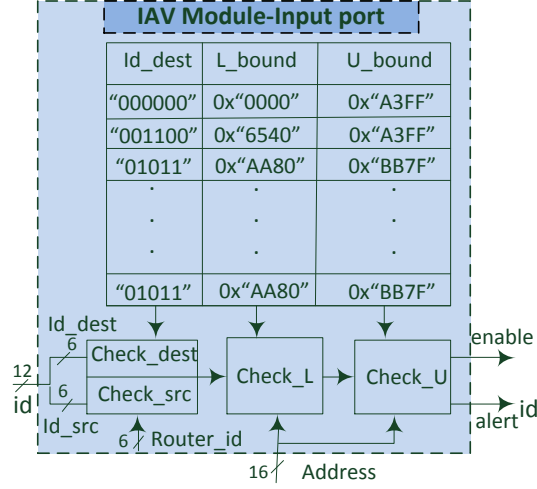 IAV Module-Input port
Id_dest L_bound U_bound
“000000” 0x“0000” 0x“A3FF”
“001100” 0x“6540” 0x“A3FF”
“01011” 0x“AA80” 0x“BB7F”
. . .
. . .
. . .
“01011” 0x“AA80” 0x“BB7F”
Id_dest
6
12
id
6
Id_src
Check_dest
Check_src
Check_L
Check_U
enable
alert
id
6 Router_id
16 Address